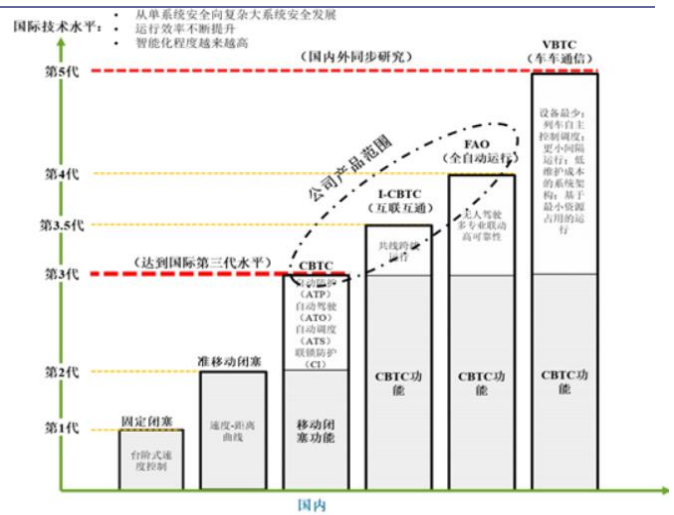 国际技术水平:
• 从单系统安全向复杂大系统安全发展
• 运行效率不断提升
• 智能化程度越来越高
第5代
第4代
第3.5代
第3代
第2代
第1代
(国内外同步研究)
(达到国际第三代水平)
公司产品范围
固定闭塞
台阶式速
度控制
准移动闭塞
速度-距离
曲线
CBTC
自动防护
(ATP)
自动驾驶
(ATO)
自动调度
(ATS)
联锁防护
(CI)
移动闭
塞功能
I-CBTC
(互联互通)
共线跨线
运行
CBTC功
能
FAO
(全自动运行)
无人驾驶
多专业联动
高可靠性
CBTC功
能
VBTC
(车车通信)
设备最少;
列车自主
控制调度;
更小间隔
运行; 低
维护成本
的系统架
构; 基于
最小资源
占用的运
行
CBTC功
能
国内